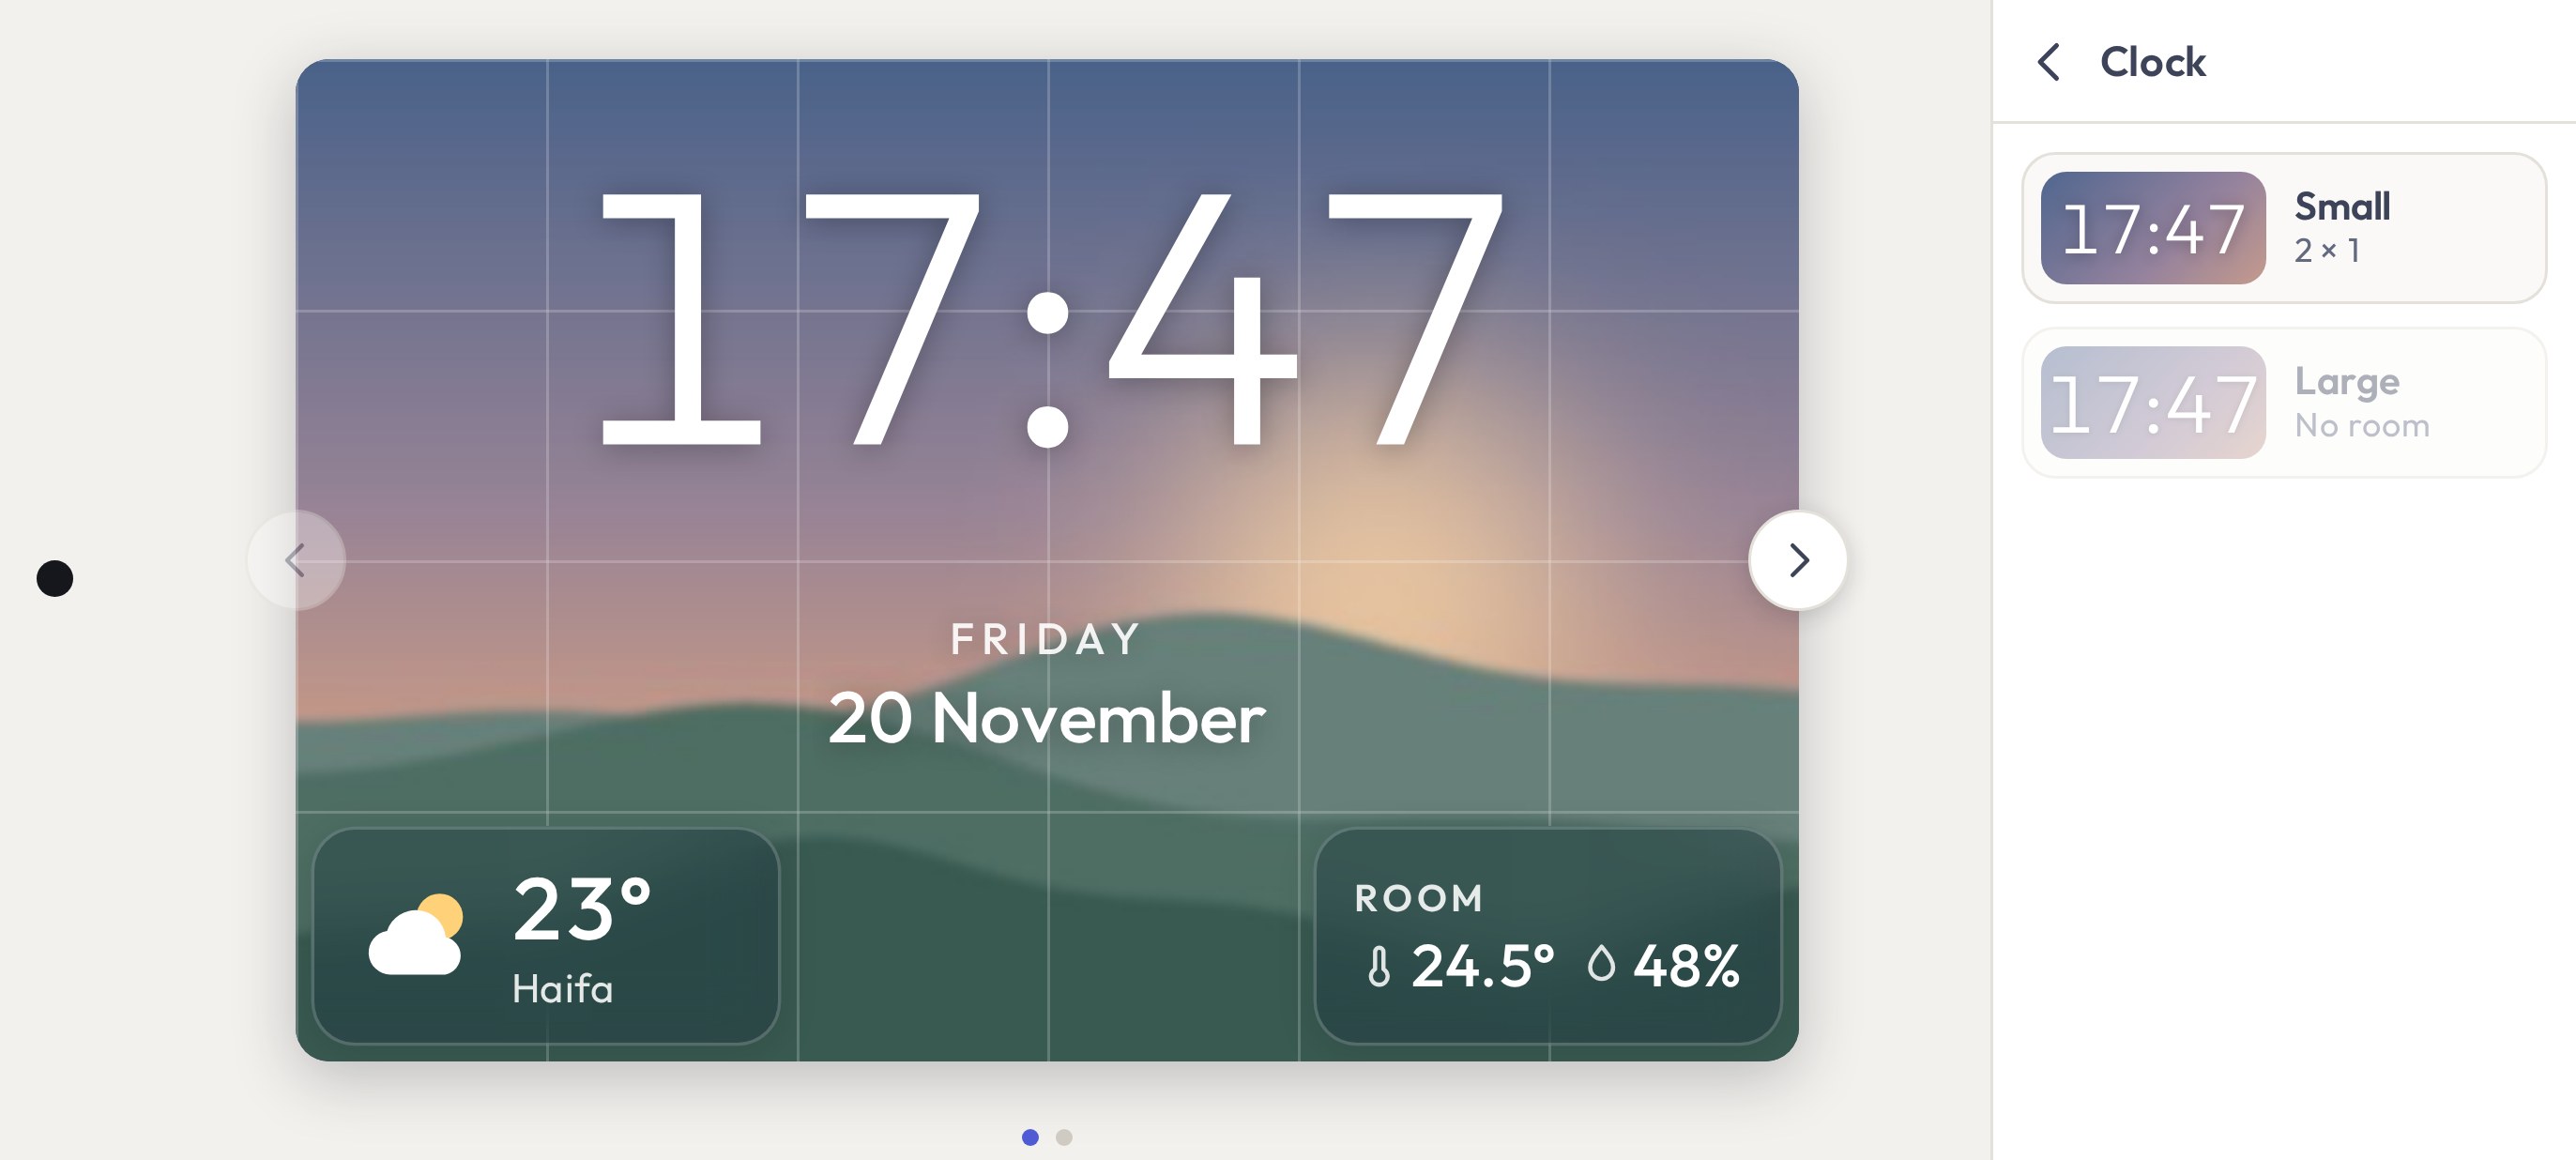 17:47
FRIDAY
20 November
23°
Haifa
ROOM
24.5° 48%
Clock
17:47
Small
2 × 1
17:47
Large
No room